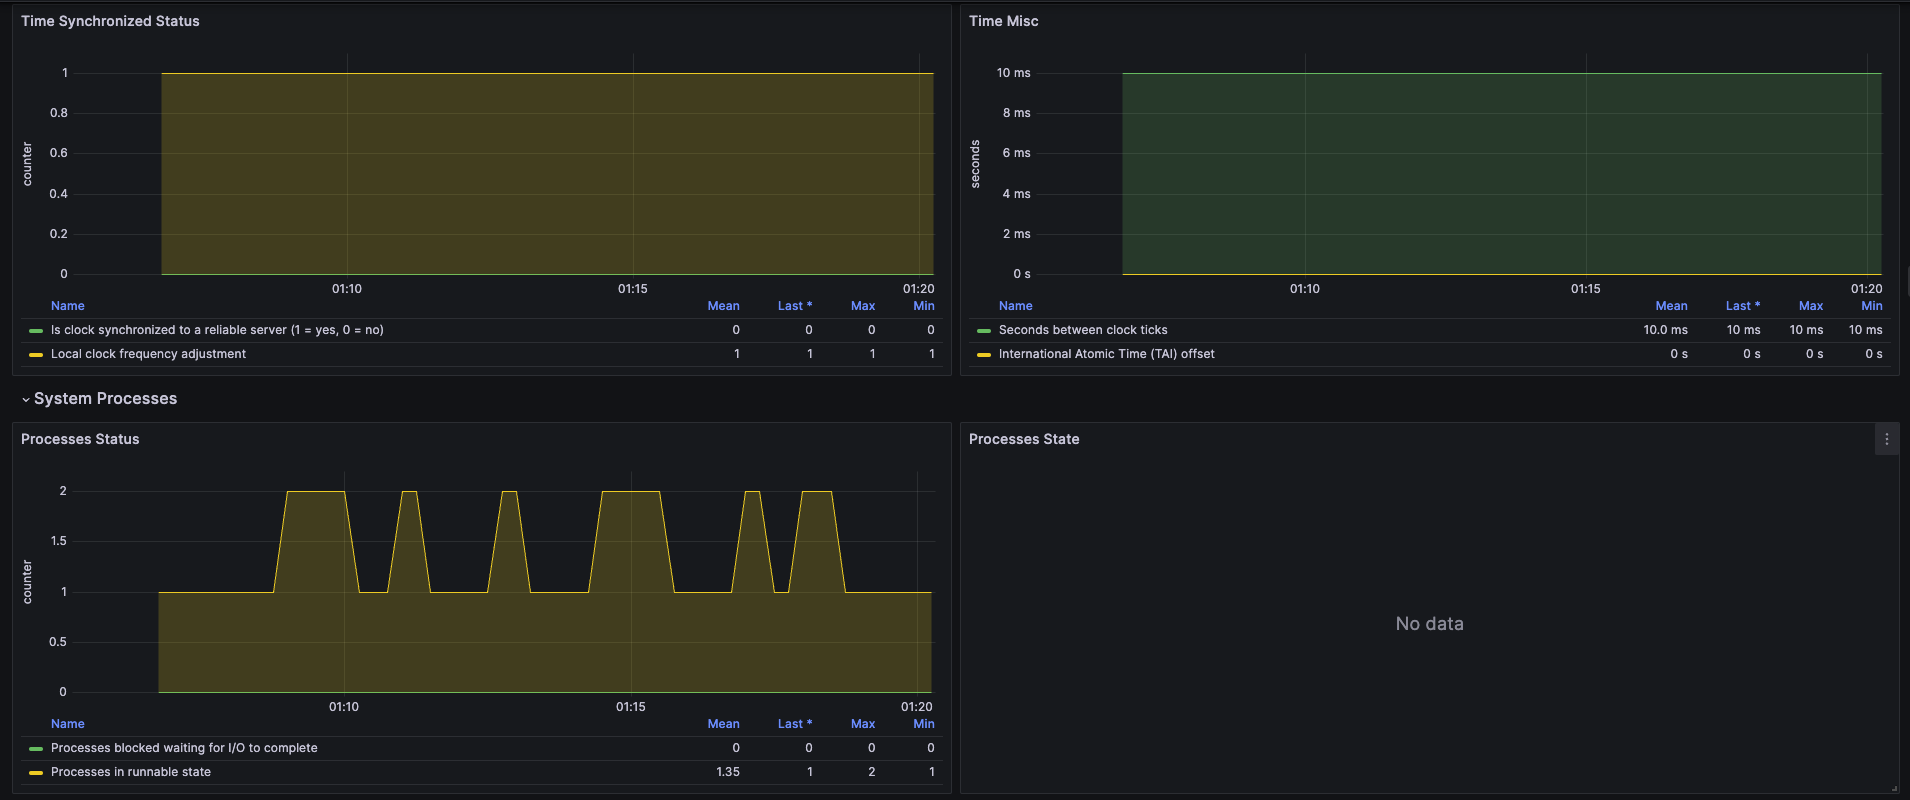 Time Synchronized Status
counter
1
0.8
0.6
0.4
0.2
0
01:10 01:15 01:20
Name Mean Last * Max Min
Is clock synchronized to a reliable server (1 = yes, 0 = no) 0 0 0 0
Local clock frequency adjustment 1 1 1 1
Time Misc
seconds
10 ms
8 ms
6 ms
4 ms
2 ms
0 s
01:10 01:15 01:20
Name Mean Last * Max Min
Seconds between clock ticks 10.0 ms 10 ms 10 ms 10 ms
International Atomic Time (TAI) offset 0 s 0 s 0 s 0 s
System Processes
Processes Status
counter
2
1.5
1
0.5
0
01:10 01:15 01:20
Name Mean Last * Max Min
Processes blocked waiting for I/O to complete 0 0 0 0
Processes in runnable state 1.35 1 2 1
Processes State
No data